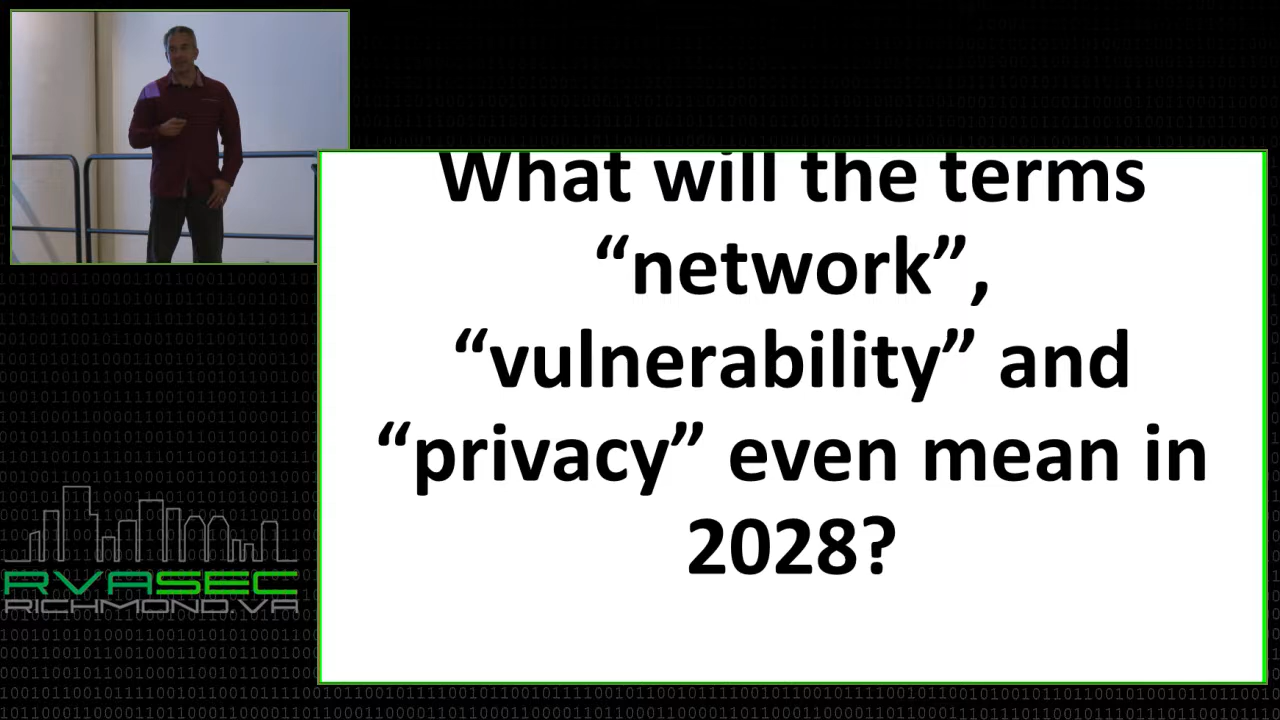 What will the terms
“network”,
“vulnerability” and
“privacy” even mean in
2028?
RVASEC
RICHMOND.VA